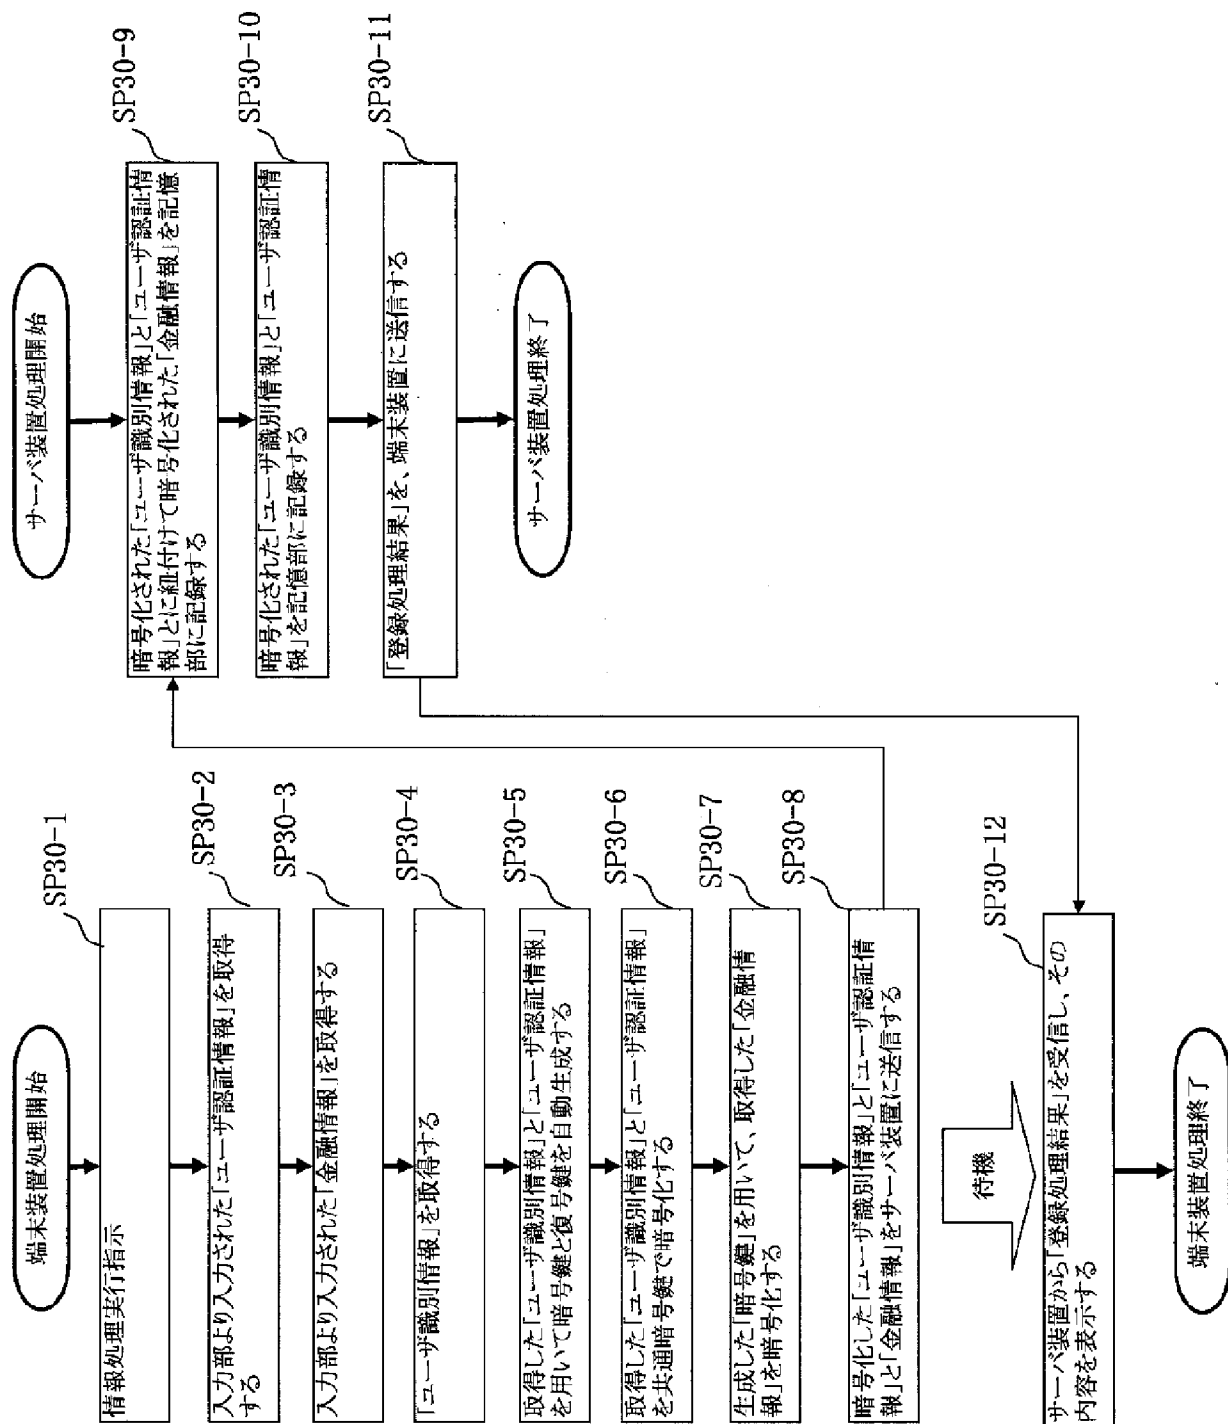 端末装置処理開始
SP30-1
情報処理実行指示
SP30-2
入力部より入力された「ユーザ認証情報」を取得
する
SP30-3
入力部より入力された「金融情報」を取得する
SP30-4
「ユーザ識別情報」を取得する
SP30-5
取得した「ユーザ識別情報」と「ユーザ認証情報」
を用いて暗号鍵と復号鍵を自動生成する
SP30-6
取得した「ユーザ識別情報」と「ユーザ認証情報」
を共通暗号鍵で暗号化する
SP30-7
生成した「暗号鍵」を用いて、取得した「金融情
報」を暗号化する
SP30-8
暗号化した「ユーザ識別情報」と「ユーザ認証情
報」と「金融情報」をサーバ装置に送信する
待機
SP30-12
サーバ装置から「登録処理結果」を受信し、その
内容を表示する
端末装置処理終了
サーバ装置処理開始
SP30-9
暗号化された「ユーザ識別情報」と「ユーザ認証情
報」とに紐付けて暗号化された「金融情報」を記憶
部に記録する
SP30-10
暗号化された「ユーザ識別情報」と「ユーザ認証情
報」を記憶部に記録する
SP30-11
「登録処理結果」を、端末装置に送信する
サーバ装置処理終了